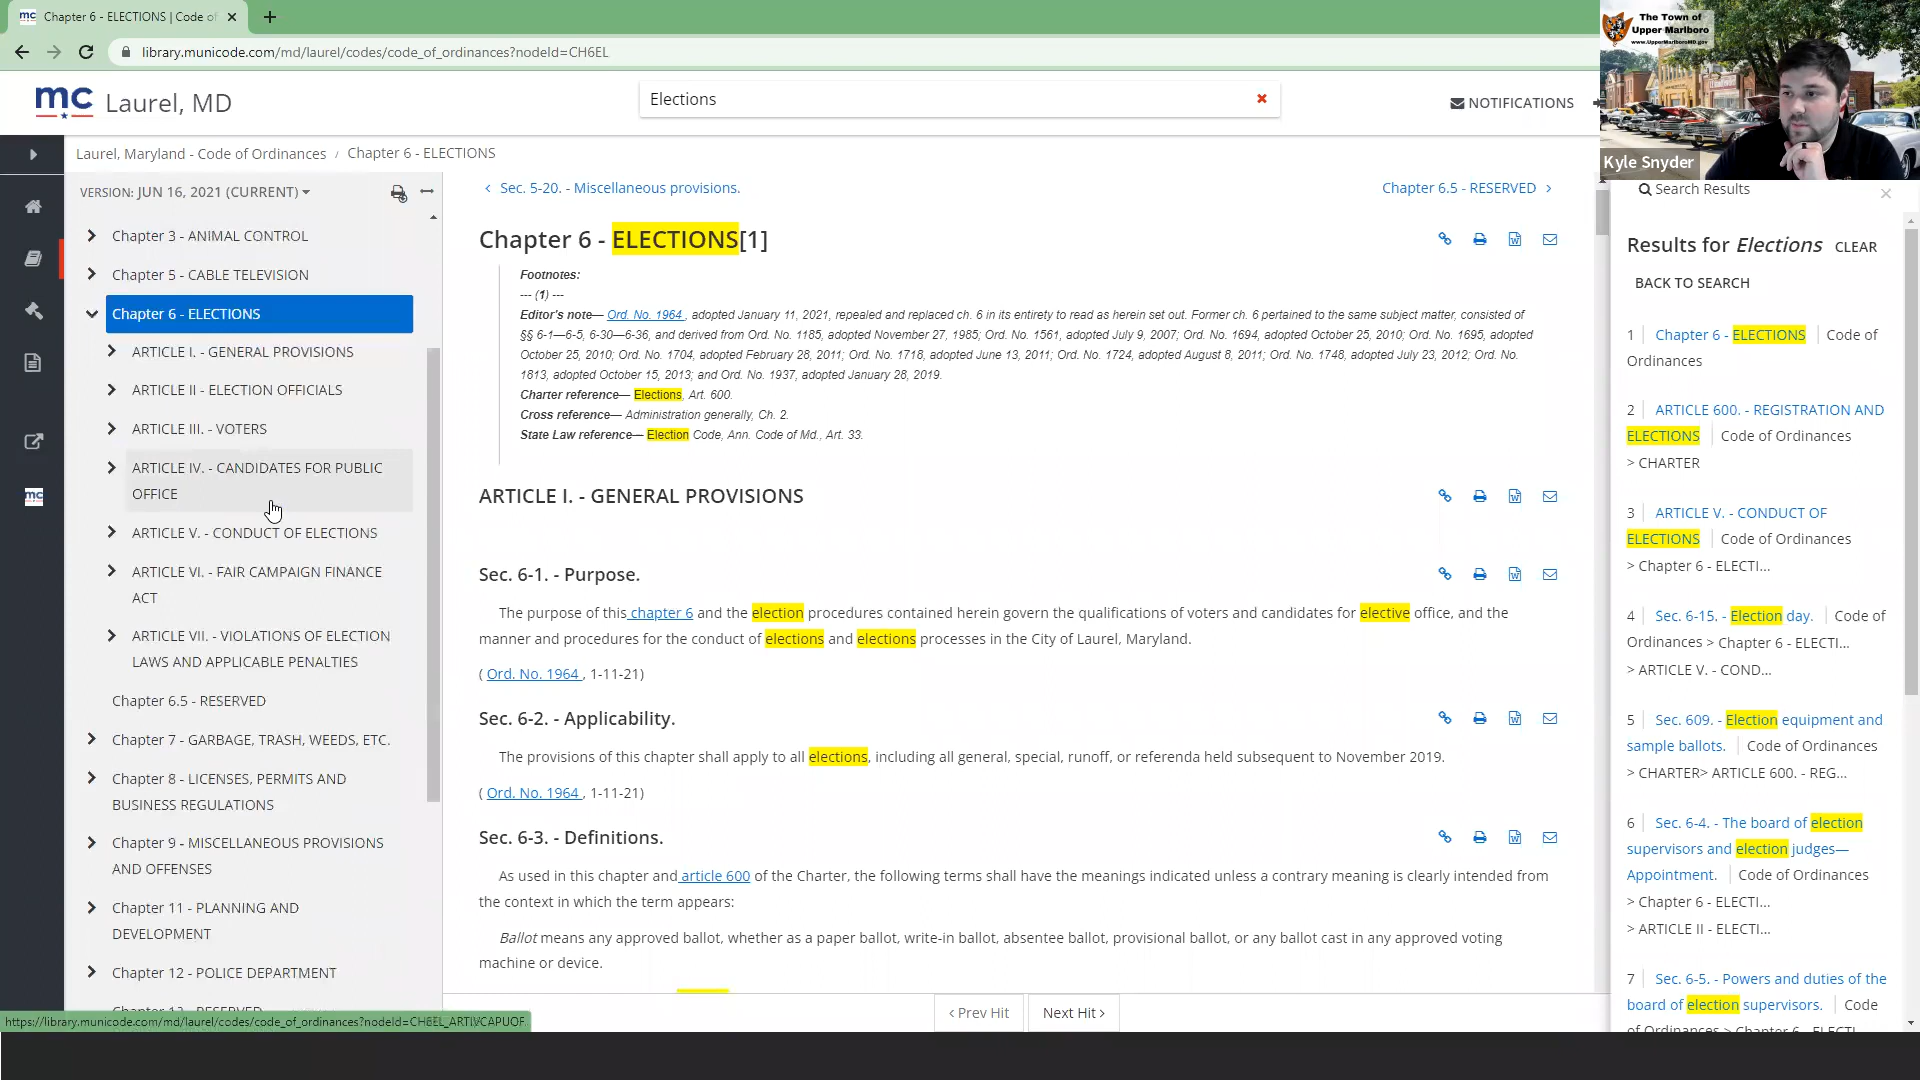 mc Chapter 6 - ELECTIONS | Code of
library.municode.com/md/laurel/codes/code_of_ordinances?nodeId=CH6EL
mc Laurel, MD
Elections
NOTIFICATIONS
The Town of
Upper Marlboro
www.UpperMarlboroMD.gov
Kyle Snyder
Laurel, Maryland - Code of Ordinances / Chapter 6 - ELECTIONS
VERSION: JUN 16, 2021 (CURRENT)
Chapter 3 - ANIMAL CONTROL
Chapter 5 - CABLE TELEVISION
Chapter 6 - ELECTIONS
ARTICLE I. - GENERAL PROVISIONS
ARTICLE II - ELECTION OFFICIALS
ARTICLE III. - VOTERS
ARTICLE IV. - CANDIDATES FOR PUBLIC
OFFICE
ARTICLE V. - CONDUCT OF ELECTIONS
ARTICLE VI. - FAIR CAMPAIGN FINANCE
ACT
ARTICLE VII. - VIOLATIONS OF ELECTION
LAWS AND APPLICABLE PENALTIES
Chapter 6.5 - RESERVED
Chapter 7 - GARBAGE, TRASH, WEEDS, ETC.
Chapter 8 - LICENSES, PERMITS AND
BUSINESS REGULATIONS
Chapter 9 - MISCELLANEOUS PROVISIONS
AND OFFENSES
Chapter 11 - PLANNING AND
DEVELOPMENT
Chapter 12 - POLICE DEPARTMENT
Chapter 13 - RESERVED
mc
https://library.municode.com/md/laurel/codes/code_of_ordinances?nodeId=CH6EL_ARTIVCAPUOF
Sec. 5-20. - Miscellaneous provisions.
Chapter 6.5 - RESERVED
Chapter 6 - ELECTIONS[1]
Footnotes:
--- (1) ---
Editor's note— Ord. No. 1964 , adopted January 11, 2021, repealed and replaced ch. 6 in its entirety to read as herein set out. Former ch. 6 pertained to the same subject matter, consisted of
§§ 6-1—6-5, 6-30—6-36, and derived from Ord. No. 1185, adopted November 27, 1985; Ord. No. 1561, adopted July 9, 2007; Ord. No. 1694, adopted October 25, 2010; Ord. No. 1695, adopted
October 25, 2010; Ord. No. 1704, adopted February 28, 2011; Ord. No. 1718, adopted June 13, 2011; Ord. No. 1724, adopted August 8, 2011; Ord. No. 1748, adopted July 23, 2012; Ord. No.
1813, adopted October 15, 2013; and Ord. No. 1937, adopted January 28, 2019.
Charter reference— Elections, Art. 600.
Cross reference— Administration generally, Ch. 2.
State Law reference— Election Code, Ann. Code of Md., Art. 33.
ARTICLE I. - GENERAL PROVISIONS
Sec. 6-1. - Purpose.
The purpose of this chapter 6 and the election procedures contained herein govern the qualifications of voters and candidates for elective office, and the
manner and procedures for the conduct of elections and elections processes in the City of Laurel, Maryland.
( Ord. No. 1964 , 1-11-21)
Sec. 6-2. - Applicability.
The provisions of this chapter shall apply to all elections, including all general, special, runoff, or referenda held subsequent to November 2019.
( Ord. No. 1964 , 1-11-21)
Sec. 6-3. - Definitions.
As used in this chapter and article 600 of the Charter, the following terms shall have the meanings indicated unless a contrary meaning is clearly intended from
the context in which the term appears:
Ballot means any approved ballot, whether as a paper ballot, write-in ballot, absentee ballot, provisional ballot, or any ballot cast in any approved voting
machine or device.
Prev Hit
Next Hit
Search Results
Results for Elections CLEAR
BACK TO SEARCH
1 Chapter 6 - ELECTIONS Code of
Ordinances
2 ARTICLE 600. - REGISTRATION AND
ELECTIONS Code of Ordinances
> CHARTER
3 ARTICLE V. - CONDUCT OF
ELECTIONS Code of Ordinances
> Chapter 6 - ELECTI...
4 Sec. 6-15. - Election day. Code of
Ordinances > Chapter 6 - ELECTI...
> ARTICLE V. - COND...
5 Sec. 609. - Election equipment and
sample ballots. Code of Ordinances
> CHARTER> ARTICLE 600. - REG...
6 Sec. 6-4. - The board of election
supervisors and election judges—
Appointment. Code of Ordinances
> Chapter 6 - ELECTI...
> ARTICLE II - ELECTI...
7 Sec. 6-5. - Powers and duties of the
board of election supervisors. Code
of Ordinances > Chapter 6 - ELECTI